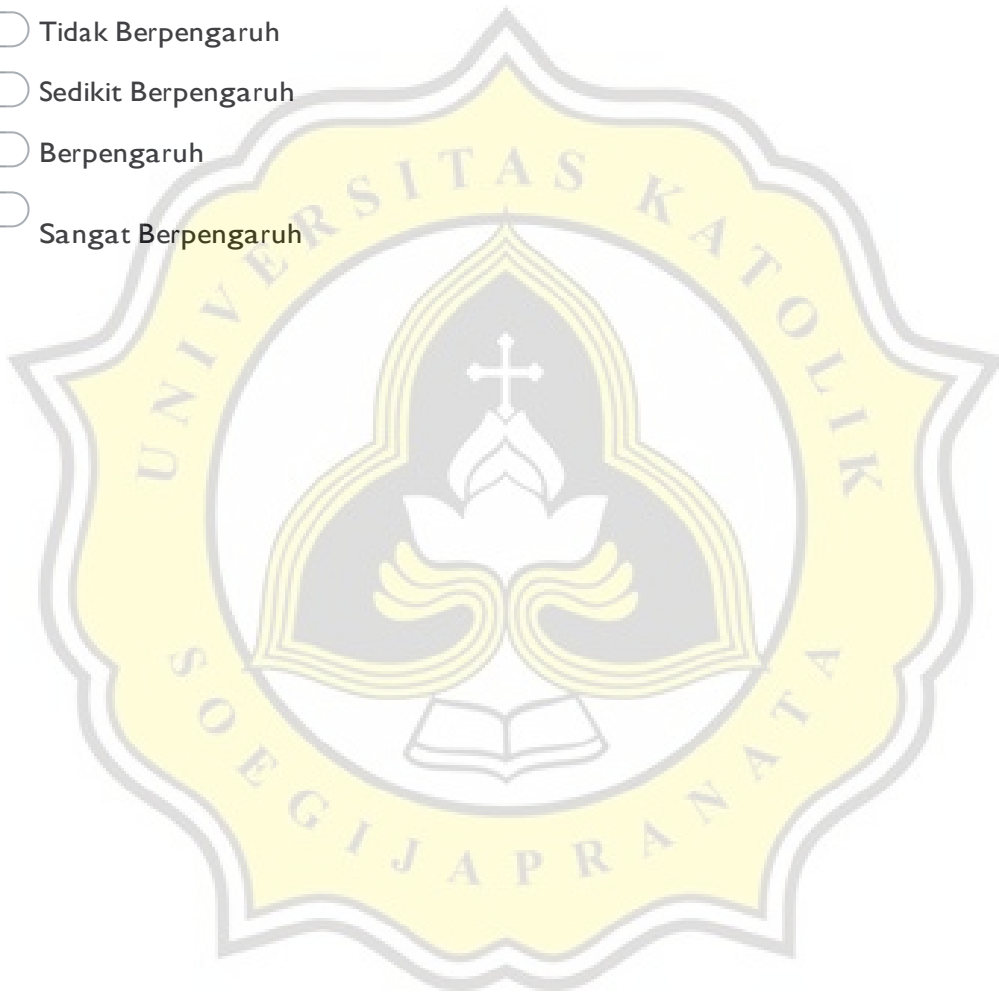 Tidak Berpengaruh
Sedikit Berpengaruh
Berpengaruh
Sangat Berpengaruh
UNIVERSITAS KATOLIK
SOEGIJAPRANATA